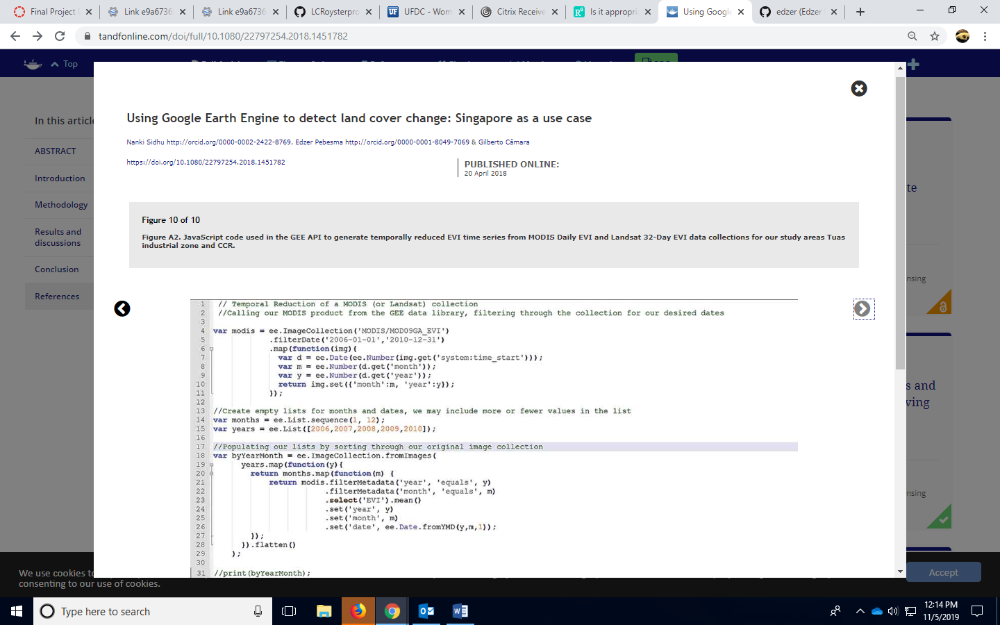 Final Project
Link e9a6736
Link e9a6736
LCRoysterpro
UFDC - Wom
Citrix Receive
Is it appropri
Using Google
edzer (Edzer
tandfonline.com/doi/full/10.1080/22797254.2018.1451782
Top
In this article
ABSTRACT
Introduction
Methodology
Results and
discussions
Conclusion
References
Using Google Earth Engine to detect land cover change: Singapore as a use case
Nanki Sidhu http://orcid.org/0000-0002-2422-8769, Edzer Pebesma http://orcid.org/0000-0001-8049-7069 & Gilberto Câmara
https://doi.org/10.1080/22797254.2018.1451782
PUBLISHED ONLINE:
20 April 2018
Figure 10 of 10
Figure A2. JavaScript code used in the GEE API to generate temporally reduced EVI time series from MODIS Daily EVI and Landsat 32-Day EVI data collections for our study areas Tuas
industrial zone and CCR.
1 // Temporal Reduction of a MODIS (or Landsat) collection
2 //Calling our MODIS product from the GEE data library, filtering through the collection for our desired dates
3
4 var modis = ee.ImageCollection('MODIS/MOD09GA_EVI')
5 .filterDate('2006-01-01','2010-12-31')
6 .map(function(img){
7 var d = ee.Date(ee.Number(img.get('system:time_start')));
8 var m = ee.Number(d.get('month'));
9 var y = ee.Number(d.get('year'));
10 return img.set({'month':m, 'year':y});
11 });
12
13 //Create empty lists for months and dates, we may include more or fewer values in the list
14 var months = ee.List.sequence(1, 12);
15 var years = ee.List([2006,2007,2008,2009,2010]);
16
17 //Populating our lists by sorting through our original image collection
18 var byYearMonth = ee.ImageCollection.fromImages(
19 years.map(function(y){
20 return months.map(function(m) {
21 return modis.filterMetadata('year', 'equals', y)
22 .filterMetadata('month', 'equals', m)
23 .select('EVI').mean()
24 .set('year', y)
25 .set('month', m)
26 .set('date', ee.Date.fromYMD(y,m,1));
27 });
28 }).flatten()
29 );
30
31 //print(byYearMonth);
te
nsing
s and
ving
nsing
We use cookies to
consenting to our use of cookies.
Accept
Type here to search
12:14 PM
11/5/2019